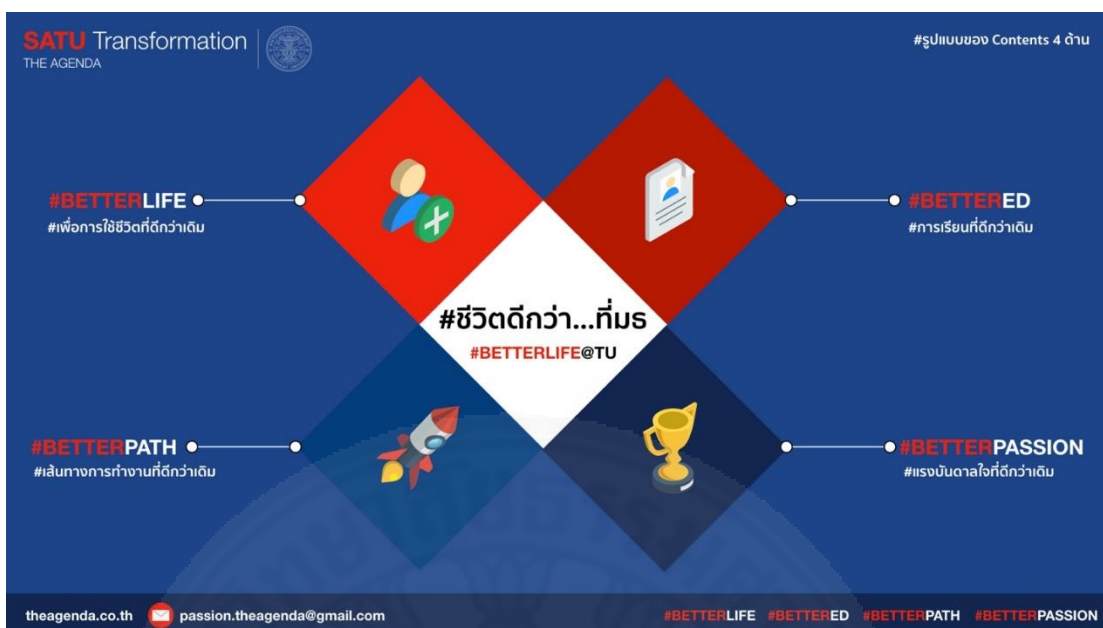 SATU Transformation
THE AGENDA
#รูปแบบของ Contents 4 ด้าน
#BETTERLIFE
#เพื่อการใช้ชีวิตที่ดีกว่าเดิม
#BETTERED
#การเรียนที่ดีกว่าเดิม
#ชีวิตดีกว่า...ที่มธ
#BETTERLIFE@TU
#BETTERPATH
#เส้นทางการทำงานที่ดีกว่าเดิม
#BETTERPASSION
#แรงบันดาลใจที่ดีกว่าเดิม
theagenda.co.th passion.theagenda@gmail.com #BETTERLIFE #BETTERED #BETTERPATH #BETTERPASSION